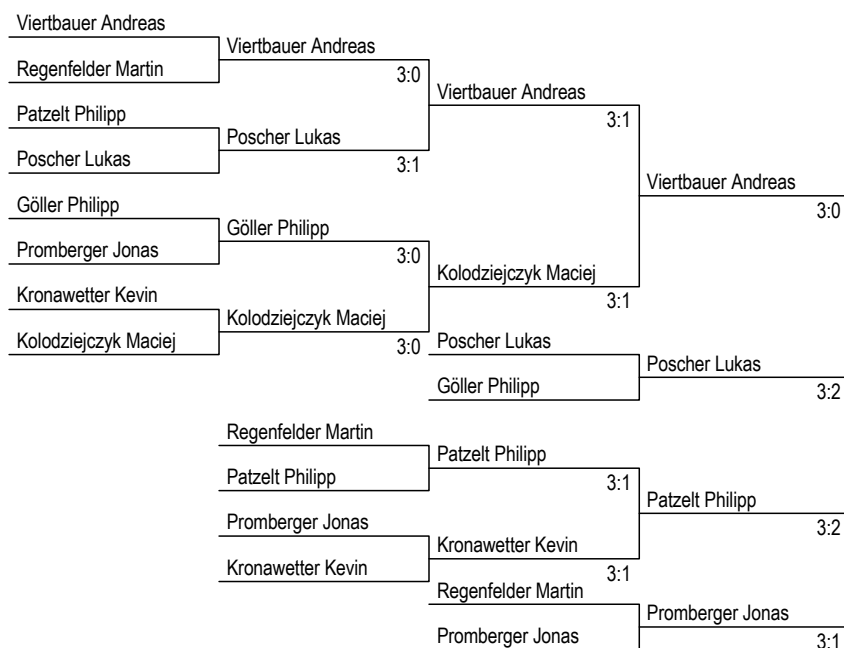 Viertbauer Andreas
Viertbauer Andreas
Regenfelder Martin
3:0
Viertbauer Andreas
Patzelt Philipp
3:1
Poscher Lukas
Poscher Lukas
3:1
Viertbauer Andreas
Göller Philipp
3:0
Göller Philipp
Promberger Jonas
3:0
Kolodziejczyk Maciej
Kronawetter Kevin
3:1
Kolodziejczyk Maciej
Kolodziejczyk Maciej
3:0
Poscher Lukas
Poscher Lukas
Göller Philipp
3:2
Regenfelder Martin
Patzelt Philipp
Patzelt Philipp
3:1
Patzelt Philipp
Promberger Jonas
3:2
Kronawetter Kevin
Kronawetter Kevin
3:1
Regenfelder Martin
Promberger Jonas
Promberger Jonas
3:1